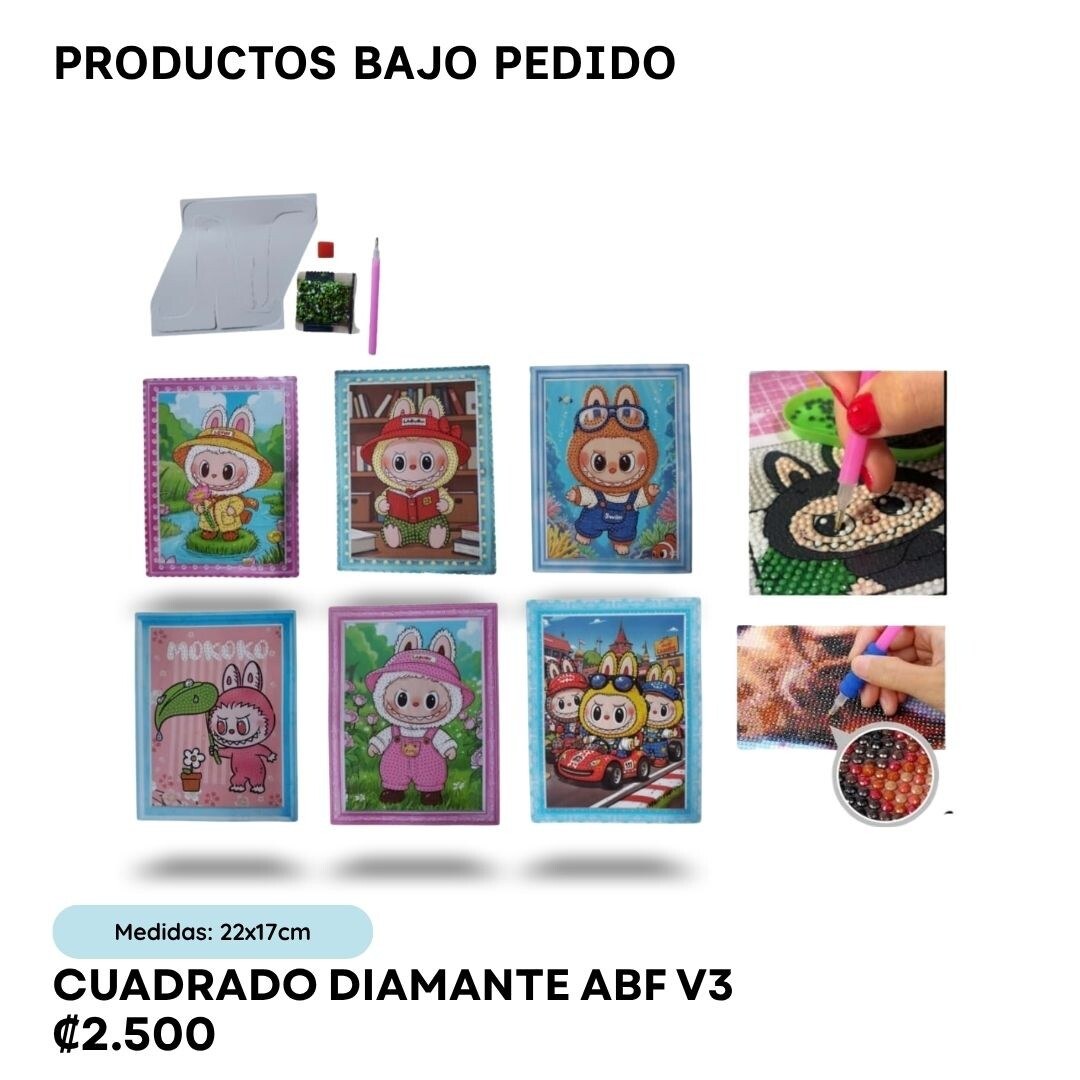 PRODUCTOS BAJO PEDIDO
MOKOKO
Medidas: 22x17cm
CUADRADO DIAMANTE ABF V3
₡2.500